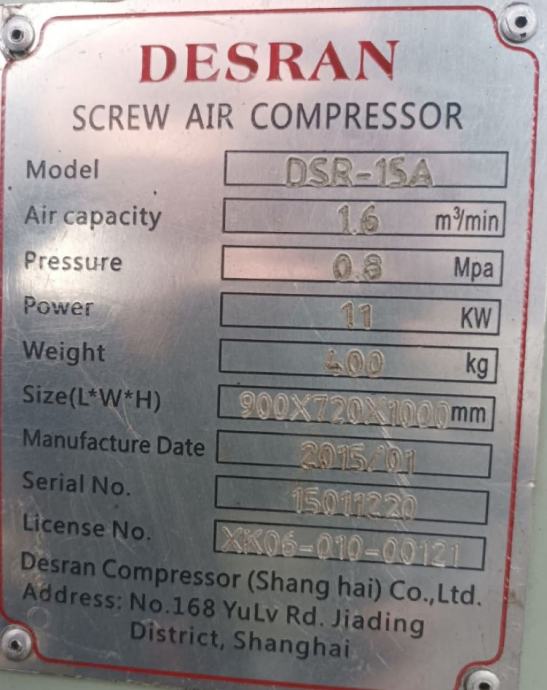 DESRAN
SCREW AIR COMPRESSOR
Model DSR-15A
Air capacity 1.6 m³/min
Pressure 0.8 Mpa
Power 11 KW
Weight 400 kg
Size(L*W*H) 900X720X1000mm
Manufacture Date 2015/01
Serial No. 15011220
License No. XK06-010-00121
Desran Compressor (Shang hai) Co.,Ltd.
Address: No.168 YuLv Rd. Jiading
District, Shanghai